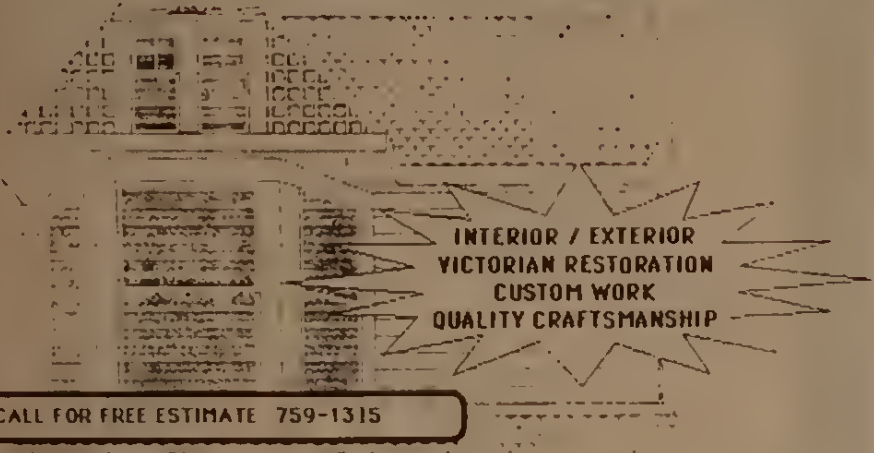 INTERIOR / EXTERIOR
VICTORIAN RESTORATION
CUSTOM WORK
QUALITY CRAFTSMANSHIP
CALL FOR FREE ESTIMATE 759-1315